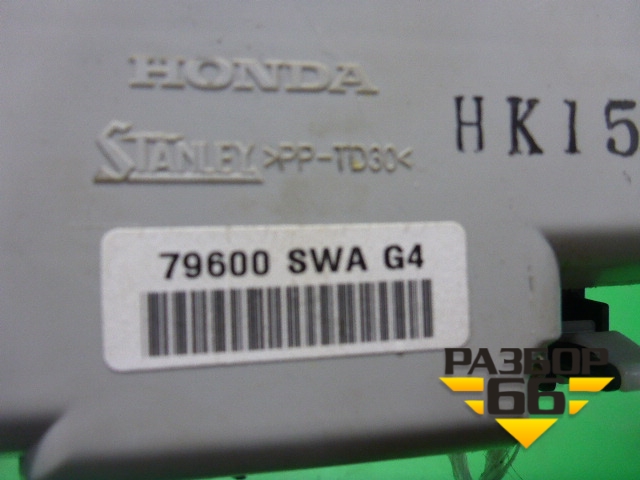 HONDA
HK15
STANLEY >PP-TD30<
79600 SWA G4
РАЗБОР
66